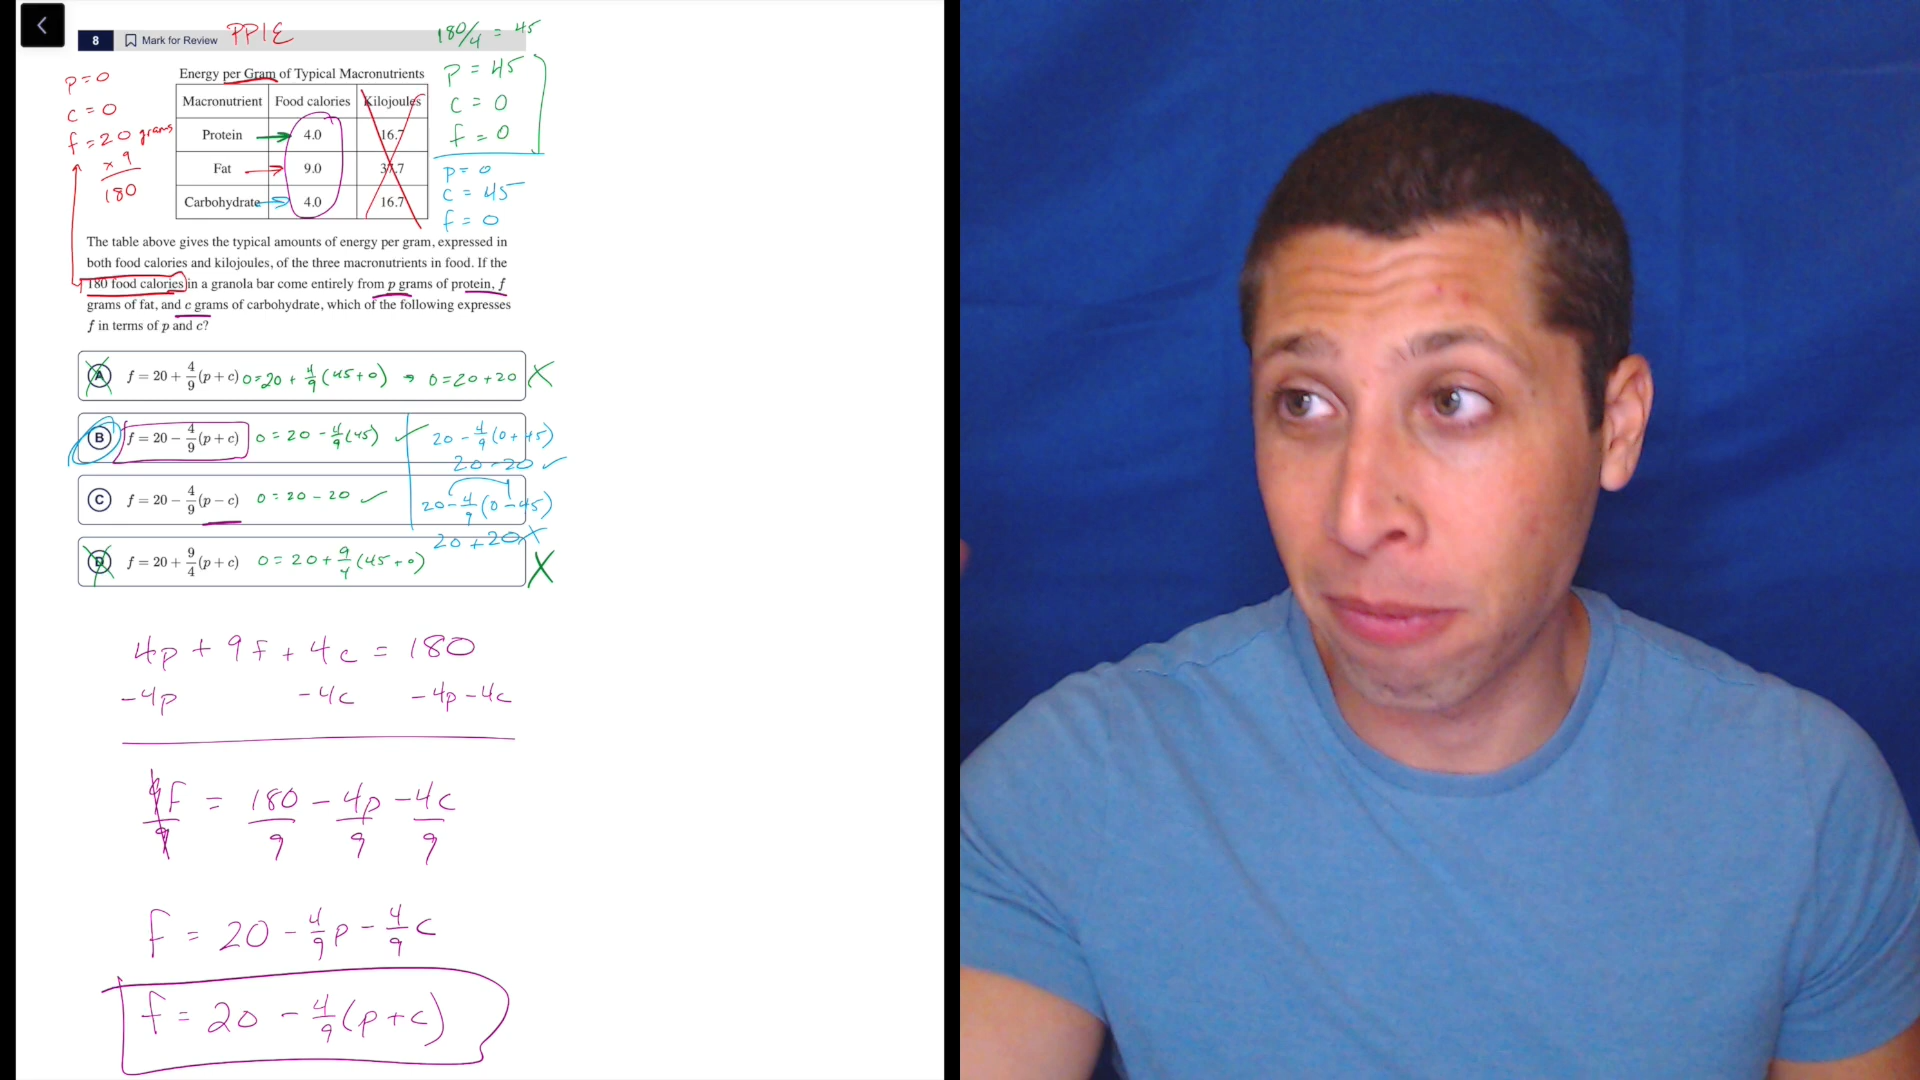 8 Mark for Review PPIE
180/4 = 45
p = 0
c = 0
f = 20 grams
x 9
180
Energy per Gram of Typical Macronutrients
Macronutrient Food calories Kilojoules
Protein 4.0 16.7
Fat 9.0 37.7
Carbohydrate 4.0 16.7
p = 45
c = 0
f = 0
p = 0
c = 45
f = 0
The table above gives the typical amounts of energy per gram, expressed in
both food calories and kilojoules, of the three macronutrients in food. If the
180 food calories in a granola bar come entirely from p grams of protein, f
grams of fat, and c grams of carbohydrate, which of the following expresses
f in terms of p and c?
A f = 20 + 4/9 (p + c) 0 = 20 + 4/9 (45 + 0) → 0 = 20 + 20 X
B f = 20 − 4/9 (p + c) 0 = 20 - 4/9 (45) ✓ 20 - 4/9 (0 + 45)
20 - 20 ✓
C f = 20 − 4/9 (p − c) 0 = 20 - 20 ✓ 20 - 4/9 (0 - 45)
20 + 20 X
D f = 20 + 9/4 (p + c) 0 = 20 + 9/4 (45 + 0) X
4p + 9f + 4c = 180
-4p -4c -4p -4c
9f/9 = 180/9 - 4p/9 - 4c/9
f = 20 - 4/9 p - 4/9 c
f = 20 - 4/9 (p + c)